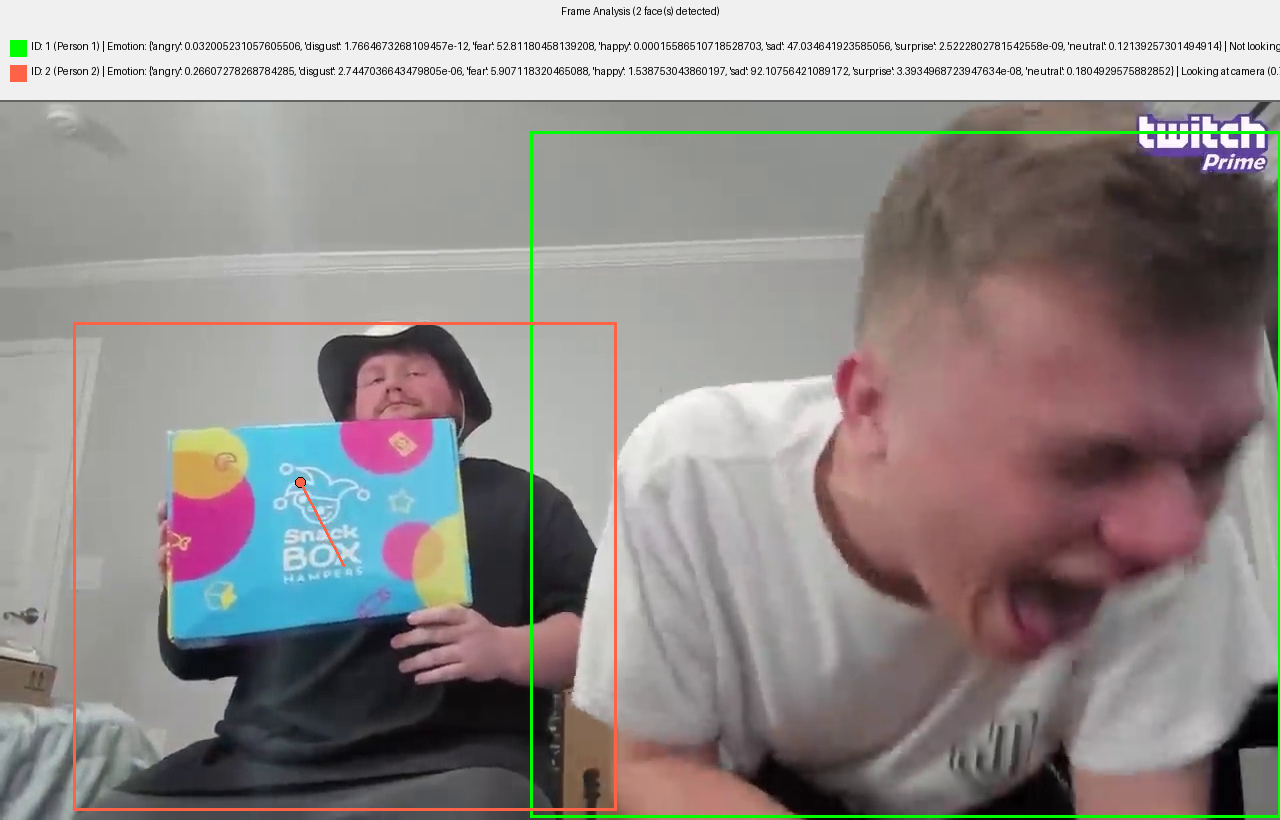 Frame Analysis (2 face(s) detected)
ID: 1 (Person 1) | Emotion: {'angry': 0.032005231057605506, 'disgust': 1.7664673268109457e-12, 'fear': 52.81180458139208, 'happy': 0.00015586510718528703, 'sad': 47.034641923585056, 'surprise': 2.5222802781542558e-09, 'neutral': 0.12139257301494914} | Not looking
ID: 2 (Person 2) | Emotion: {'angry': 0.26607278268784285, 'disgust': 2.7447036643479805e-06, 'fear': 5.907118320465088, 'happy': 1.538753043860197, 'sad': 92.10756421089172, 'surprise': 3.3934968723947634e-08, 'neutral': 0.1804929575882852} | Looking at camera (0.
twitch
Prime
Snack
BOX
HAMPERS